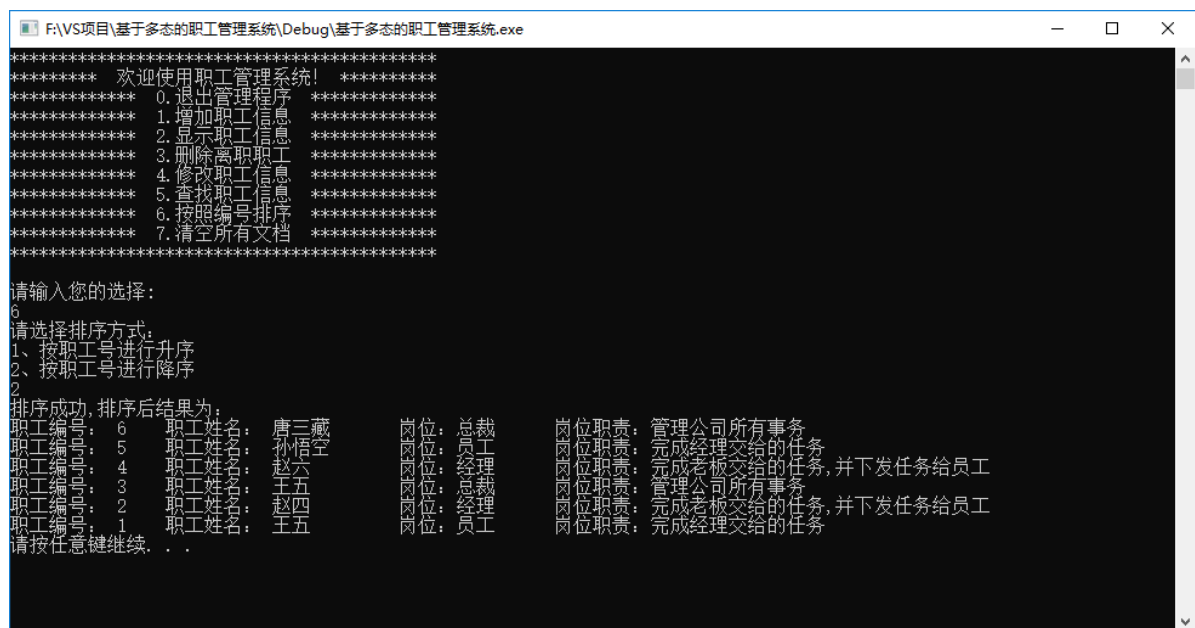 F:\VS项目\基于多态的职工管理系统\Debug\基于多态的职工管理系统.exe
********************************************
*********  欢迎使用职工管理系统!  **********
*************  0.退出管理程序  *************
*************  1.增加职工信息  *************
*************  2.显示职工信息  *************
*************  3.删除离职职工  *************
*************  4.修改职工信息  *************
*************  5.查找职工信息  *************
*************  6.按照编号排序  *************
*************  7.清空所有文档  *************
********************************************
请输入您的选择:
6
请选择排序方式:
1、按职工号进行升序
2、按职工号进行降序
2
排序成功,排序后结果为:
职工编号: 6 职工姓名: 唐三藏 岗位: 总裁 岗位职责: 管理公司所有事务
职工编号: 5 职工姓名: 孙悟空 岗位: 员工 岗位职责: 完成经理交给的任务
职工编号: 4 职工姓名: 赵六 岗位: 经理 岗位职责: 完成老板交给的任务,并下发任务给员工
职工编号: 3 职工姓名: 王五 岗位: 总裁 岗位职责: 管理公司所有事务
职工编号: 2 职工姓名: 赵四 岗位: 经理 岗位职责: 完成老板交给的任务,并下发任务给员工
职工编号: 1 职工姓名: 王五 岗位: 员工 岗位职责: 完成经理交给的任务
请按任意键继续. . .